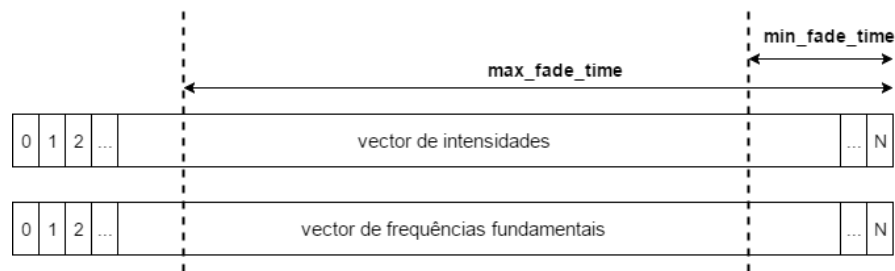 min_fade_time
max_fade_time
0 1 2 ... vector de intensidades ... N
0 1 2 ... vector de frequências fundamentais ... N